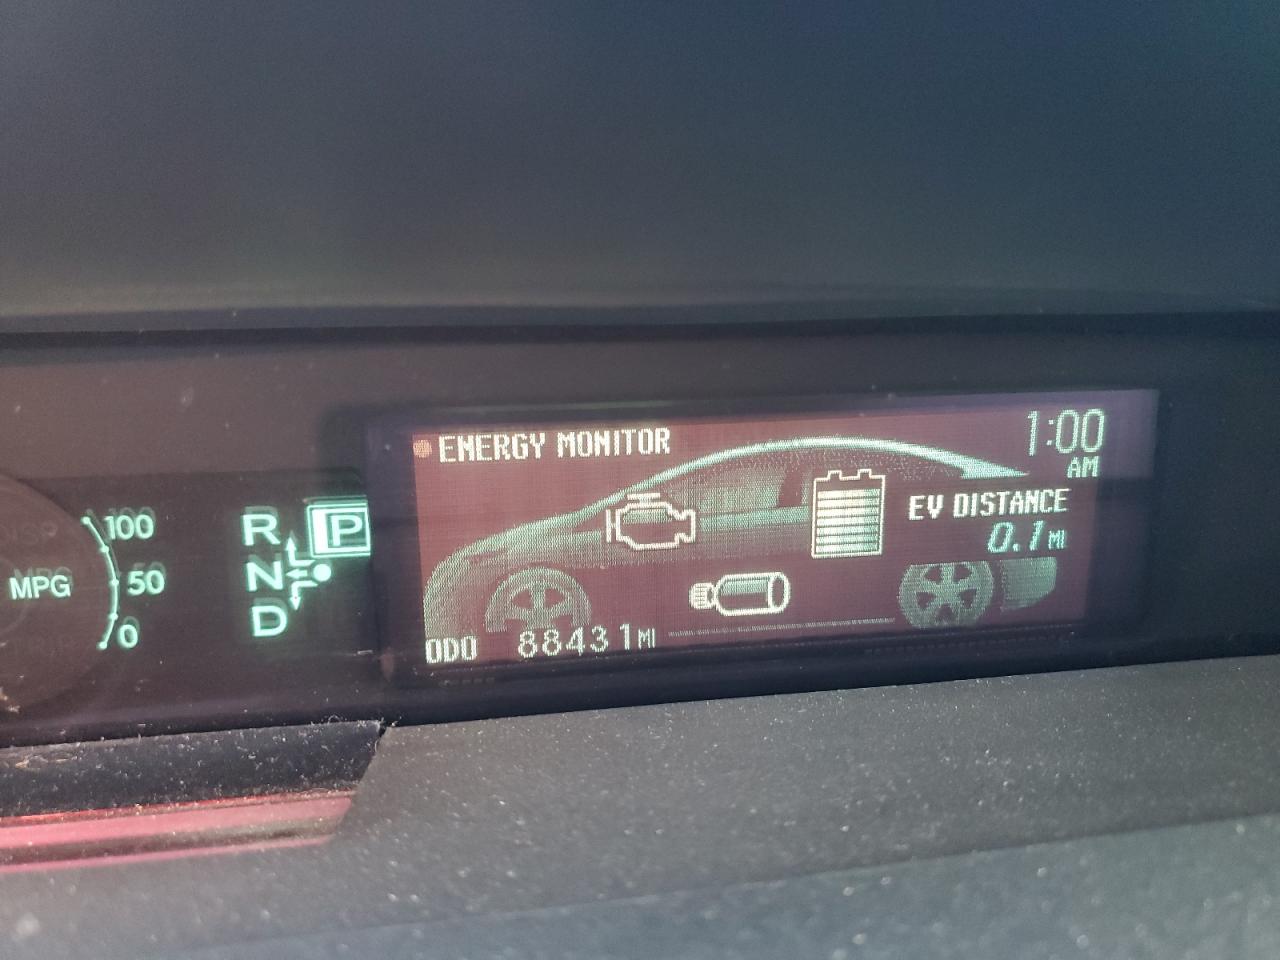 ENERGY MONITOR
1:00
AM
EV DISTANCE
0.1 MI
ODO 88431 MI
MPG
100
50
0
R
P
N
D